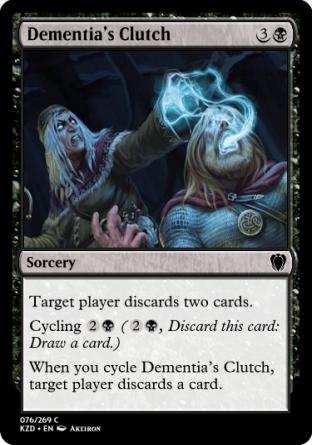 Dementia's Clutch 3
Sorcery
Target player discards two cards.
Cycling 2 ( 2 , Discard this card:
Draw a card.)
When you cycle Dementia's Clutch,
target player discards a card.
076/269 C
KZD • EN Akeiron